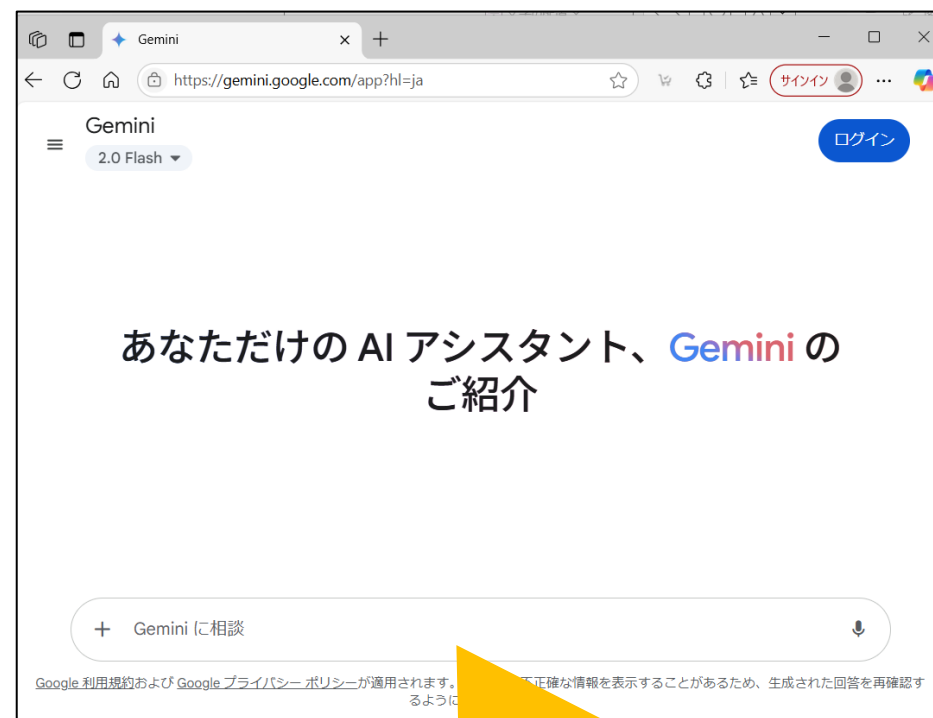 Gemini
https://gemini.google.com/app?hl=ja
サインイン
Gemini
2.0 Flash
ログイン
あなただけの AI アシスタント、Gemini の
ご紹介
Gemini に相談
Google 利用規約および Google プライバシー ポリシーが適用されます。 不正確な情報を表示することがあるため、生成された回答を再確認す
るように